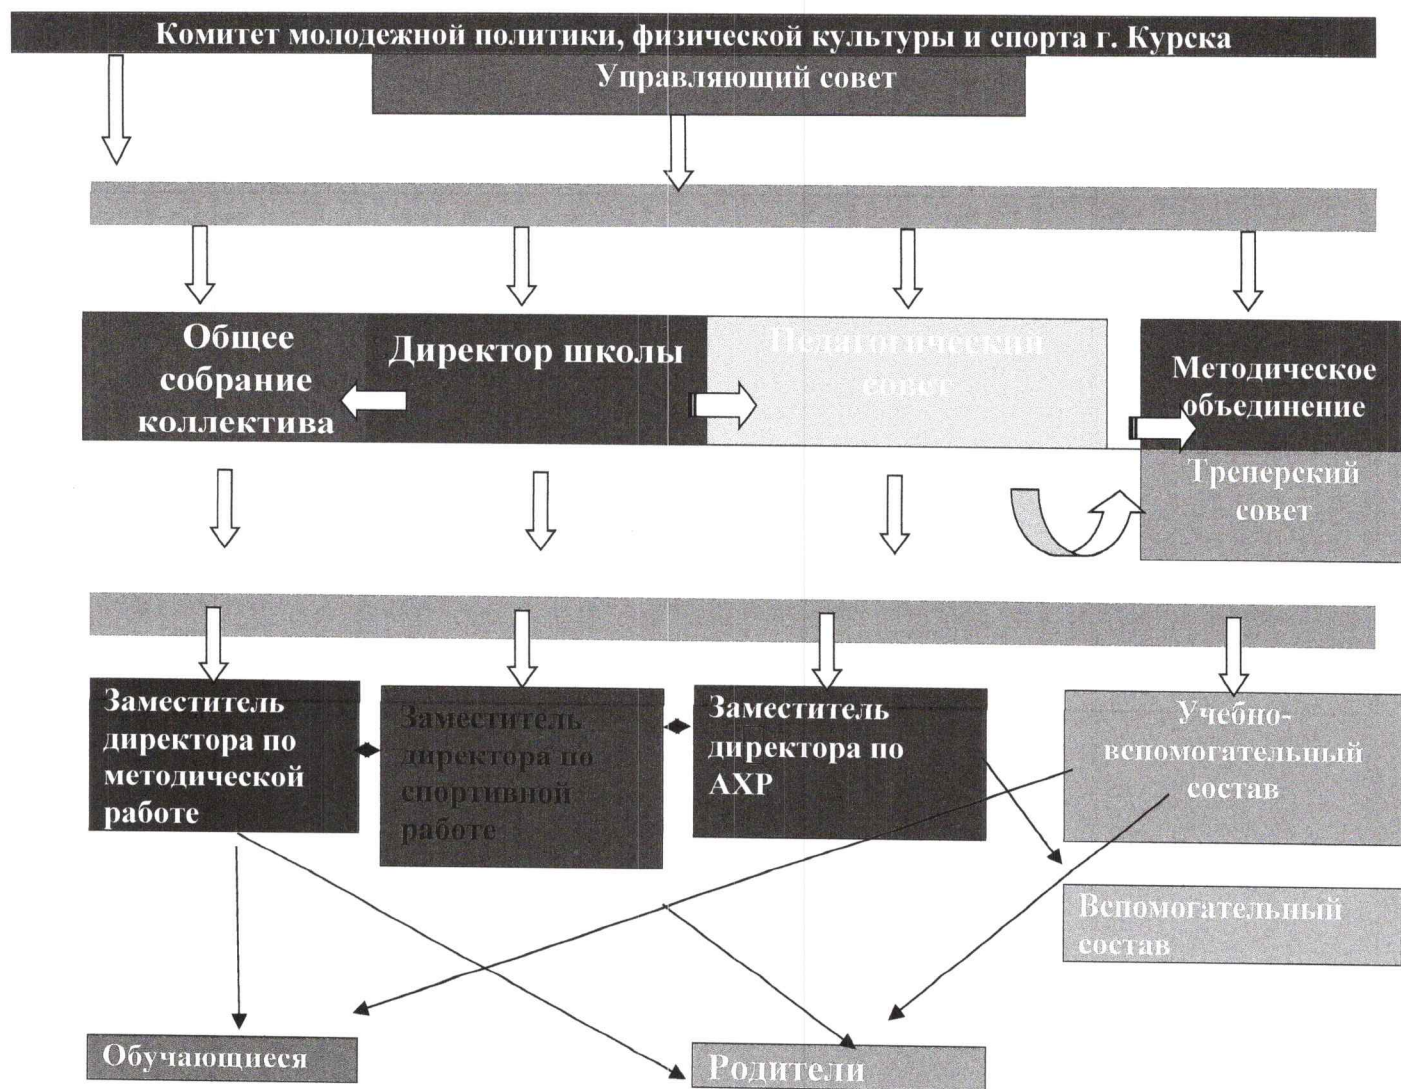 Комитет молодежной политики, физической культуры и спорта г. Курска
Управляющий совет
Общее
собрание
коллектива
Директор школы
Педагогический
совет
Методическое
объединение
Тренерский
совет
Заместитель
директора по
методической
работе
Заместитель
директора по
спортивной
работе
Заместитель
директора по
АХР
Учебно-
вспомогательный
состав
Вспомогательный
состав
Обучающиеся
Родители